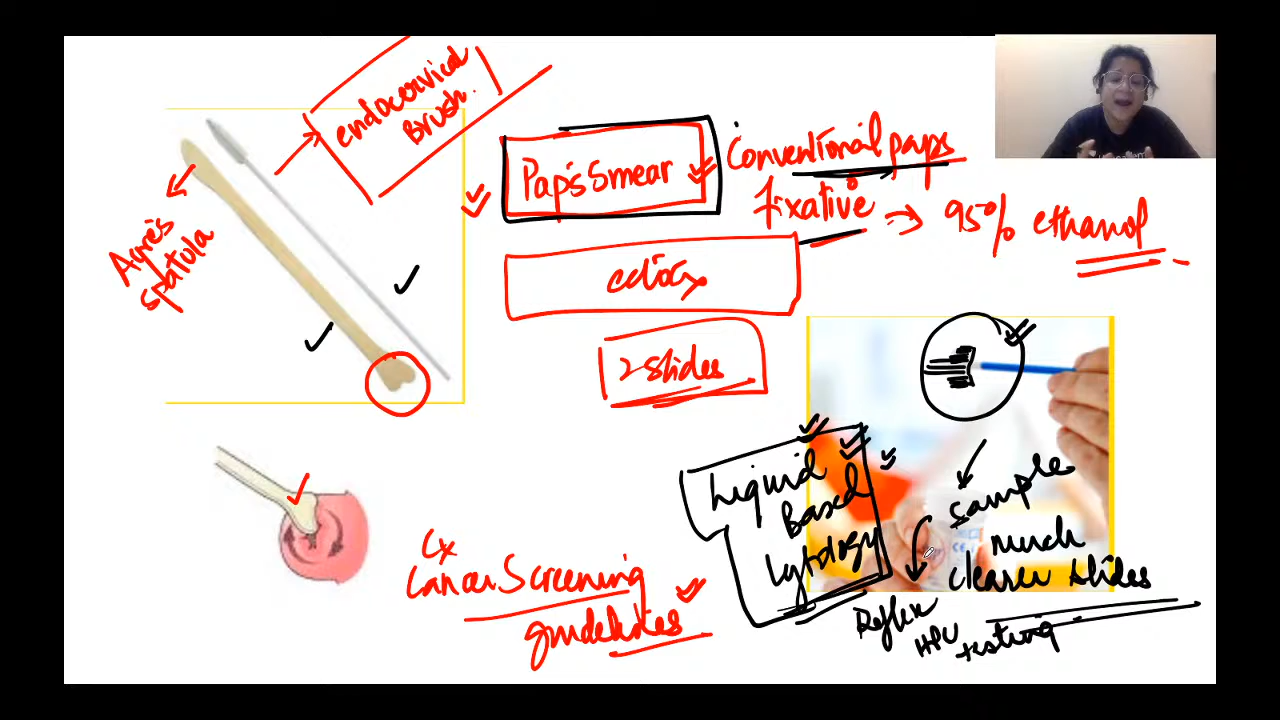 endocervical
Brush.
Pap's Smear
Conventional paps
fixative
95% ethanol
Ayre's
spatula
2 slides
Liquid
Based
Cytology
Sample
much
clearer slides
Reflex
HPV
testing
Cx
Cancer Screening
guidelines